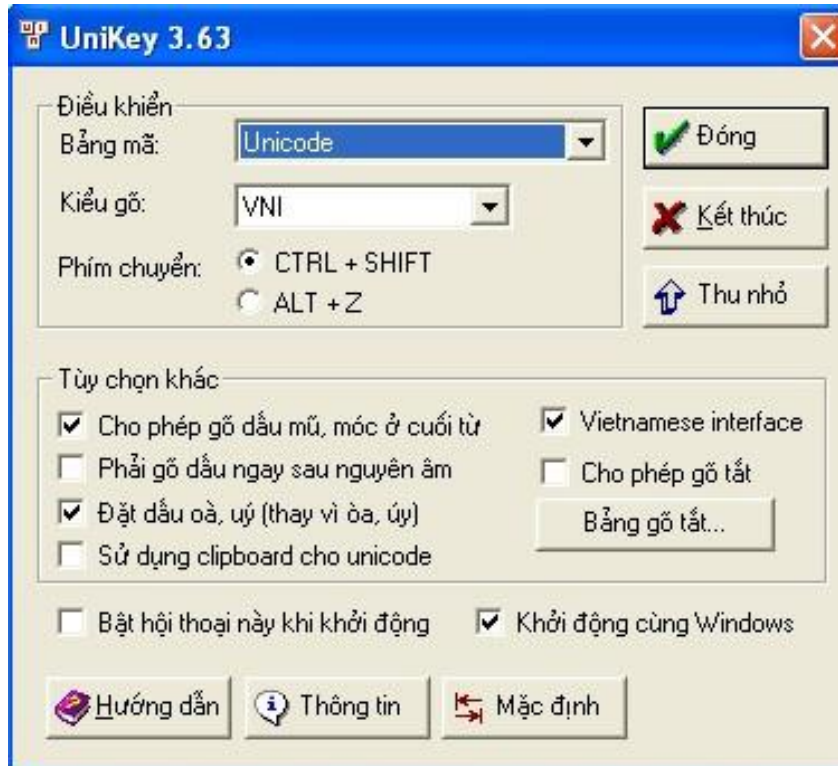 UniKey 3.63
Điều khiển
Bảng mã: Unicode
Đóng
Kiểu gõ: VNI
Kết thúc
Phím chuyển: CTRL + SHIFT
ALT + Z
Thu nhỏ
Tùy chọn khác
Cho phép gõ dấu mũ, móc ở cuối từ
Vietnamese interface
Phải gõ dấu ngay sau nguyên âm
Cho phép gõ tắt
Đặt dấu oà, uý (thay vì òa, úy)
Bảng gõ tắt...
Sử dụng clipboard cho unicode
Bật hội thoại này khi khởi động
Khởi động cùng Windows
Hướng dẫn
Thông tin
Mặc định